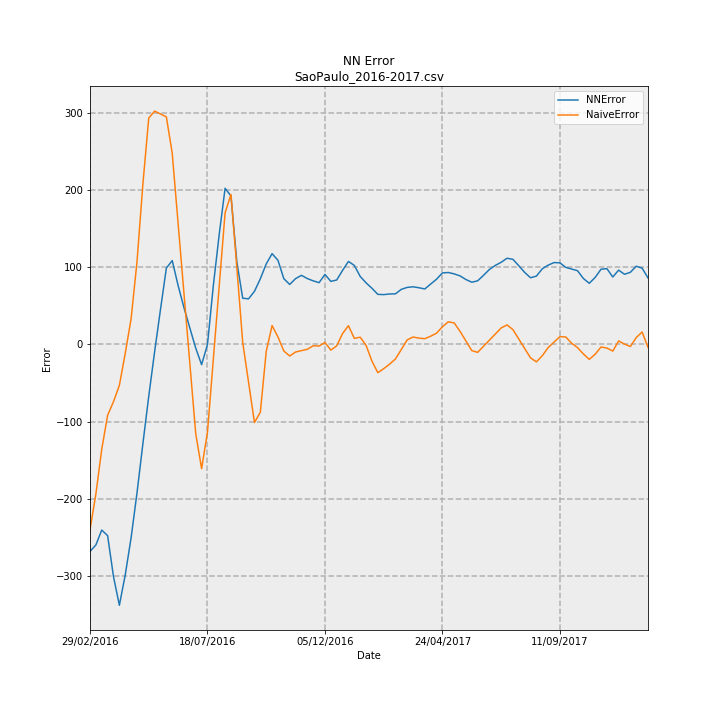 NN Error
SaoPaulo_2016-2017.csv
NNError
NaiveError
300
200
100
0
−100
−200
−300
Error
29/02/2016
18/07/2016
05/12/2016
24/04/2017
11/09/2017
Date